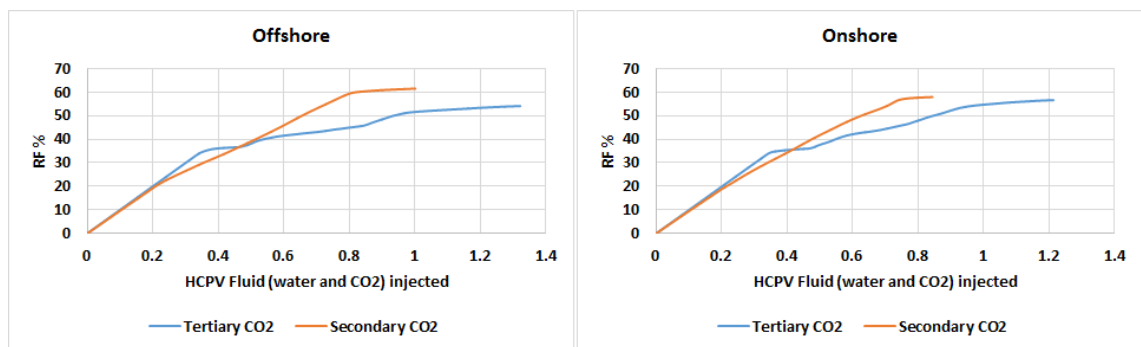 Offshore
70
60
50
40
30
20
10
0
RF %
0 0.2 0.4 0.6 0.8 1 1.2 1.4
HCPV Fluid (water and CO2) injected
Tertiary CO2 Secondary CO2
Onshore
70
60
50
40
30
20
10
0
RF %
0 0.2 0.4 0.6 0.8 1 1.2 1.4
HCPV Fluid (water and CO2) injected
Tertiary CO2 Secondary CO2